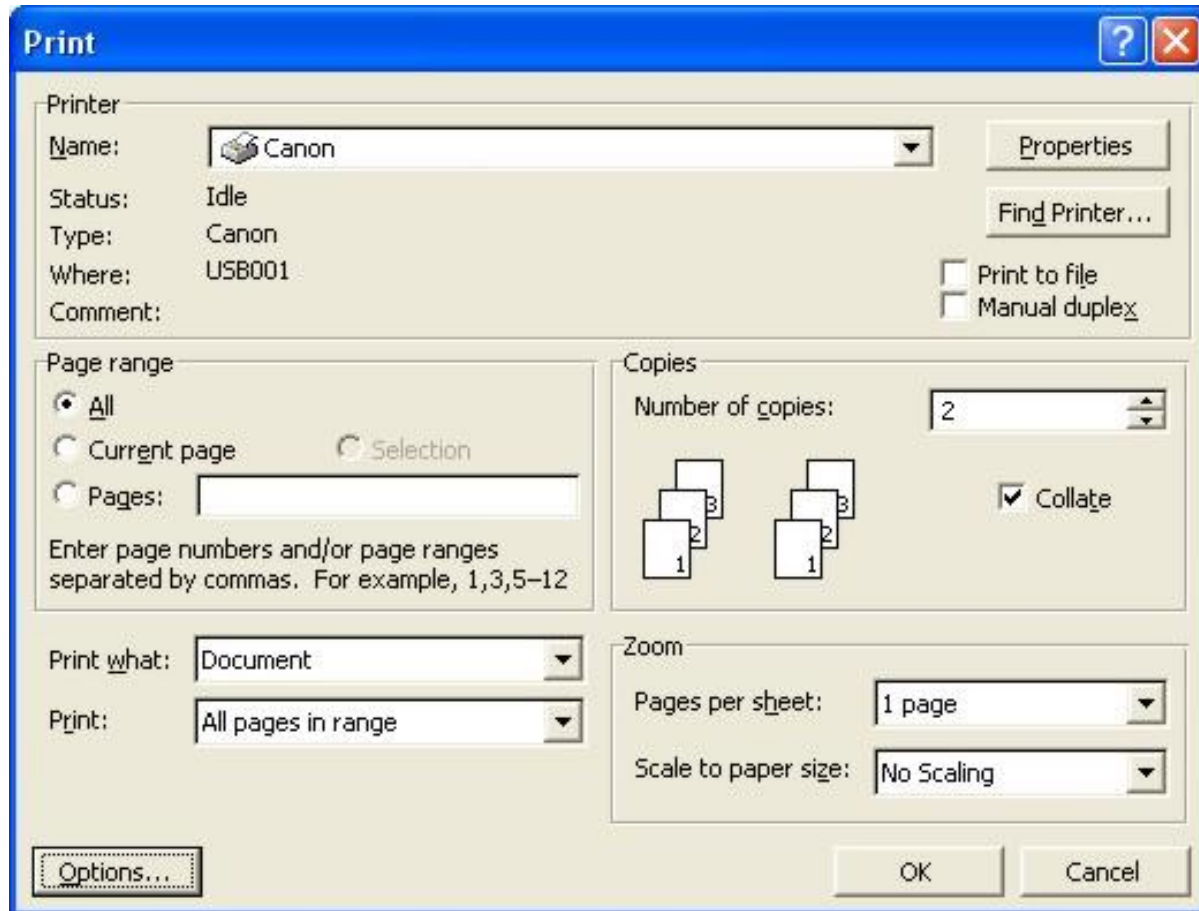 Print
Printer
Name: Canon Properties
Status: Idle Find Printer...
Type: Canon
Where: USB001 Print to file
Comment: Manual duplex
Page range
All
Current page Selection
Pages:
Enter page numbers and/or page ranges
separated by commas. For example, 1,3,5–12
Copies
Number of copies: 2
3 3
2 2
1 1
Collate
Print what: Document
Print: All pages in range
Zoom
Pages per sheet: 1 page
Scale to paper size: No Scaling
Options... OK Cancel